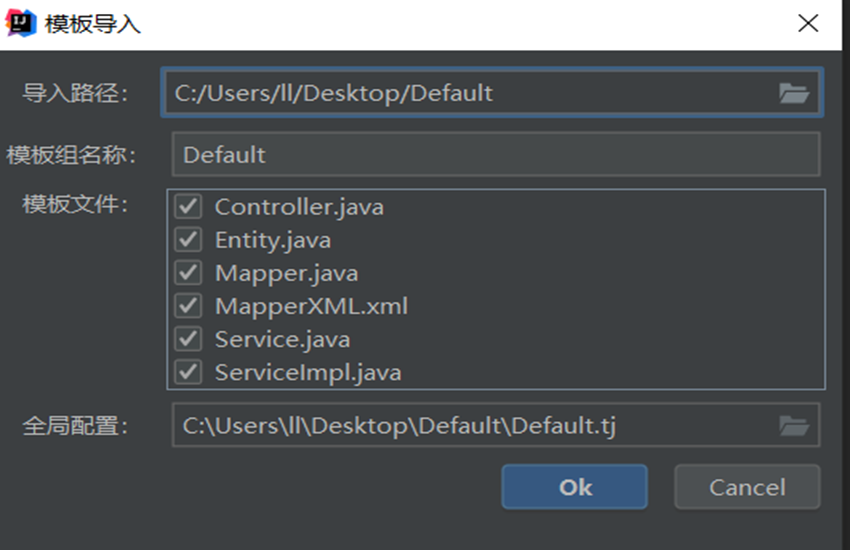 模板导入
导入路径： C:/Users/ll/Desktop/Default
模板组名称： Default
模板文件： Controller.java
Entity.java
Mapper.java
MapperXML.xml
Service.java
ServiceImpl.java
全局配置： C:\Users\ll\Desktop\Default\Default.tj
Ok Cancel